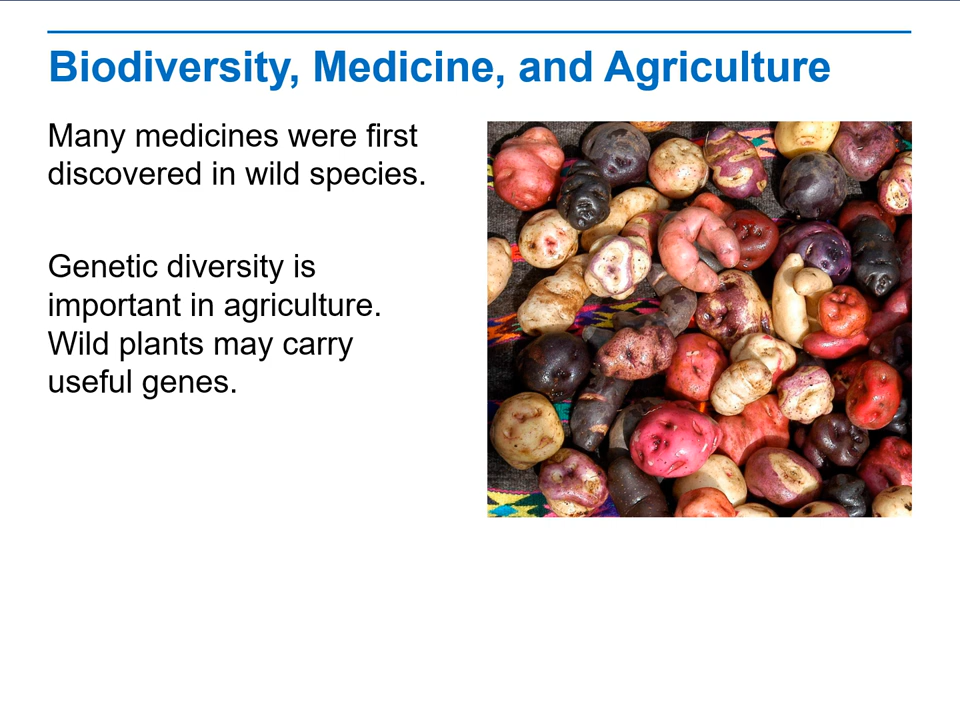 Biodiversity, Medicine, and Agriculture
Many medicines were first
discovered in wild species.
Genetic diversity is
important in agriculture.
Wild plants may carry
useful genes.